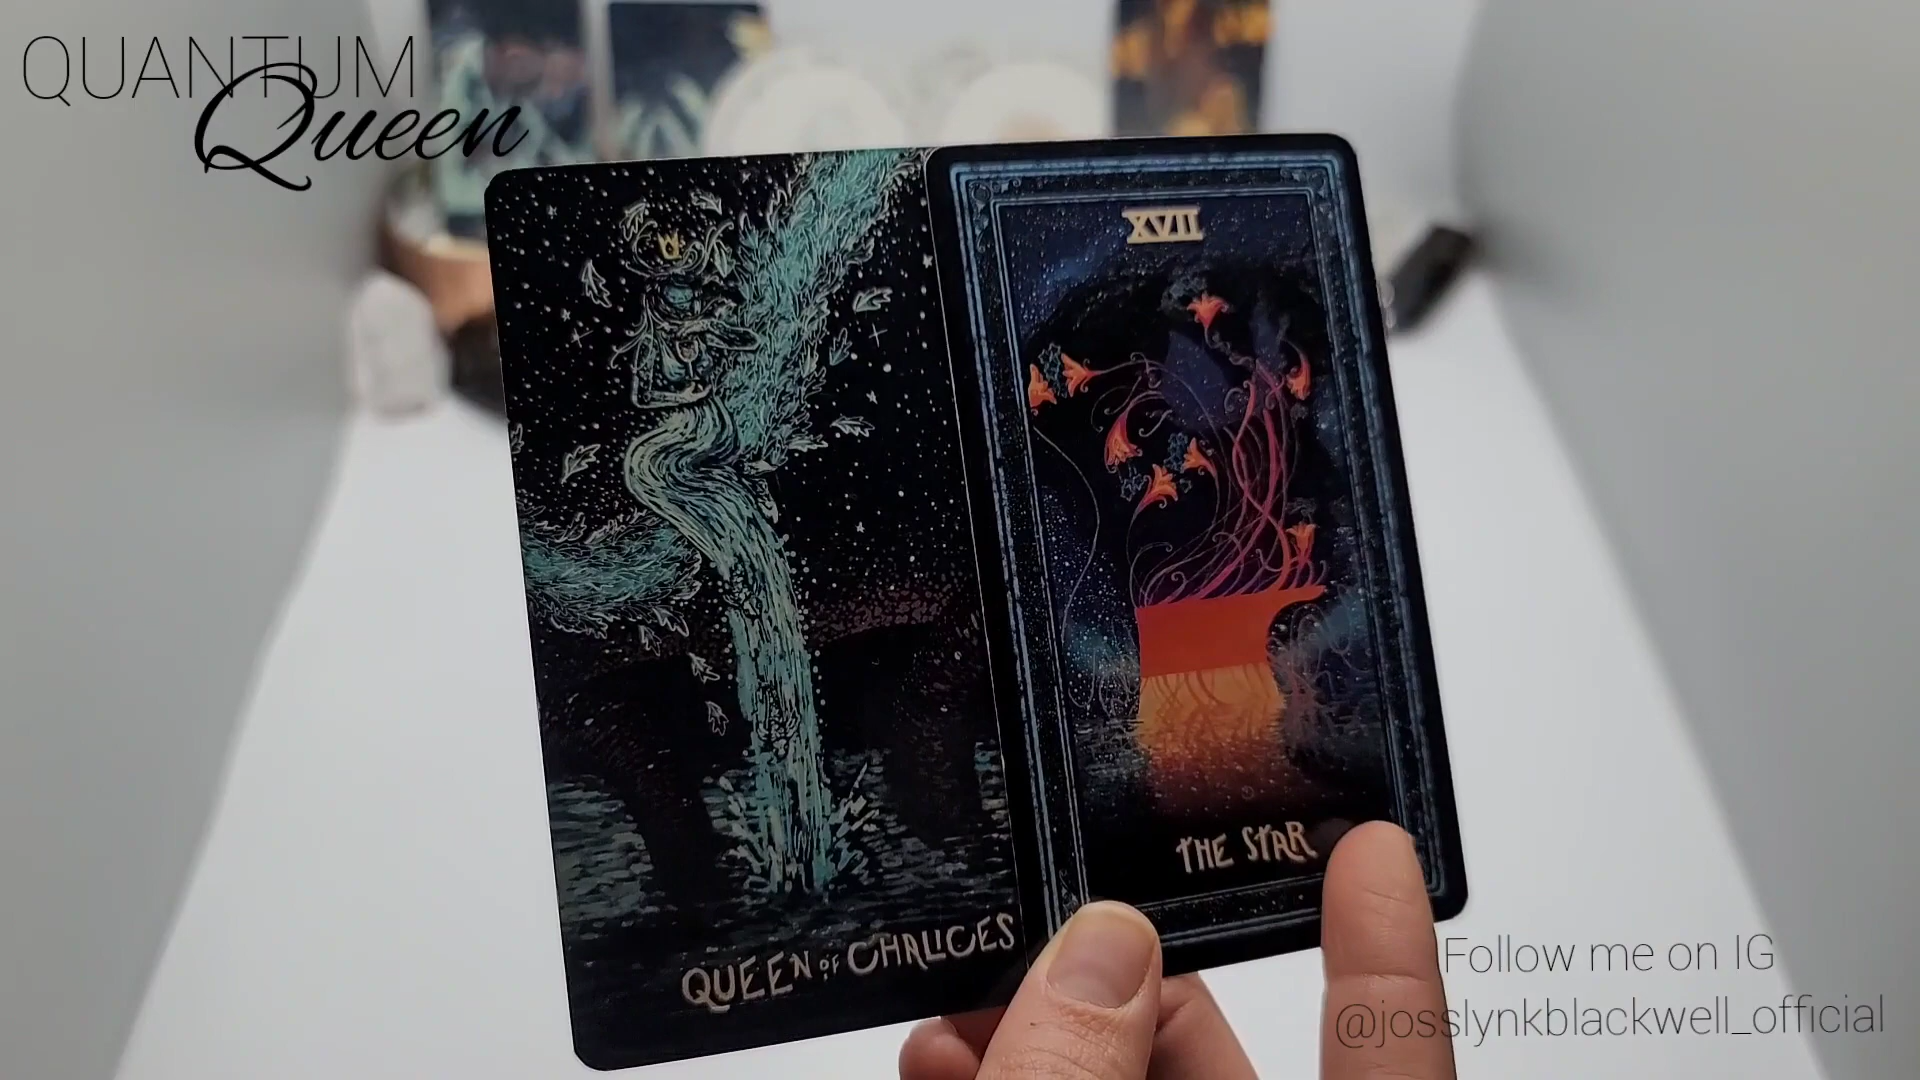 QUANTUM
Queen
XVII
THE STAR
QUEEN OF CHALICES
Follow me on IG
@josslynkblackwell_official